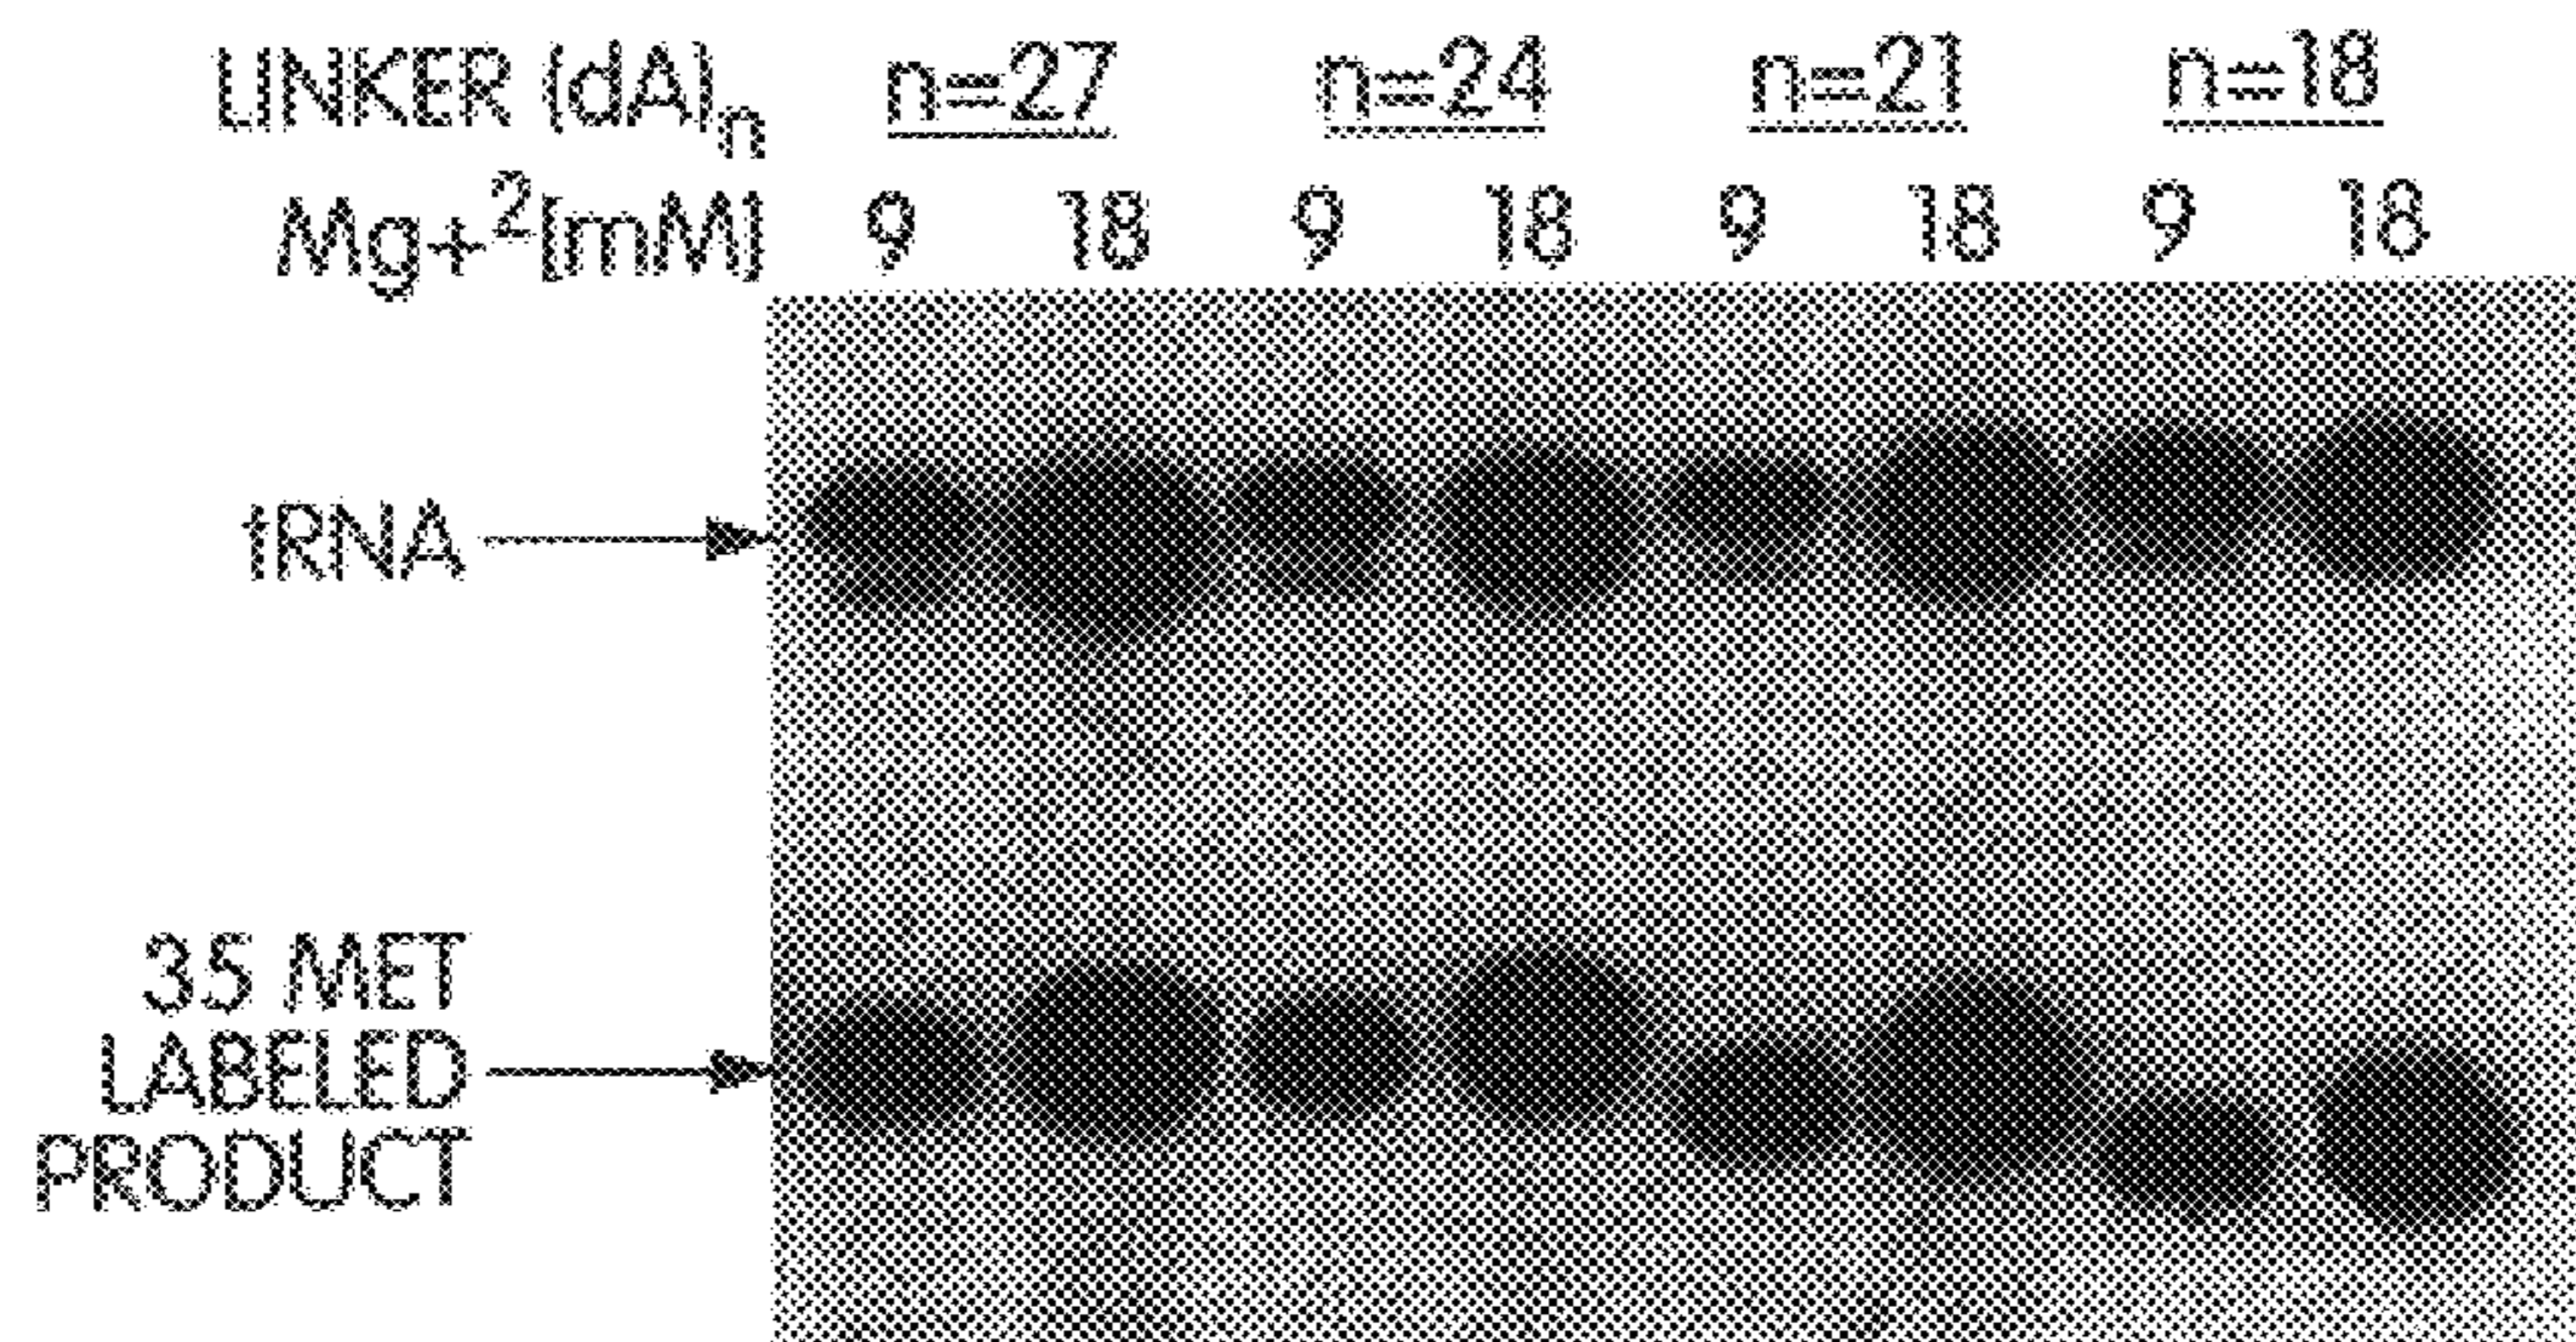 LINKER (dA)n n=27 n=24 n=21 n=18
Mg+2[mM] 9 18 9 18 9 18 9 18
tRNA
35 MET
LABELED
PRODUCT